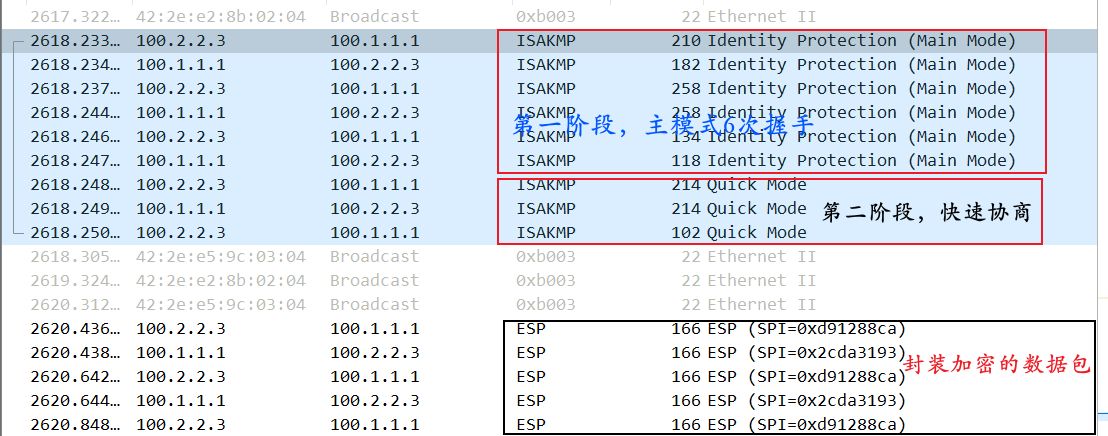 2617.322… 42:2e:e2:8b:02:04 Broadcast 0xb003 22 Ethernet II
2618.233… 100.2.2.3 100.1.1.1 ISAKMP 210 Identity Protection (Main Mode)
2618.234… 100.1.1.1 100.2.2.3 ISAKMP 182 Identity Protection (Main Mode)
2618.237… 100.2.2.3 100.1.1.1 ISAKMP 258 Identity Protection (Main Mode)
2618.244… 100.1.1.1 100.2.2.3 ISAKMP 258 Identity Protection (Main Mode)
第一阶段，主模式6次握手
2618.246… 100.2.2.3 100.1.1.1 ISAKMP 134 Identity Protection (Main Mode)
2618.247… 100.1.1.1 100.2.2.3 ISAKMP 118 Identity Protection (Main Mode)
2618.248… 100.2.2.3 100.1.1.1 ISAKMP 214 Quick Mode
2618.249… 100.1.1.1 100.2.2.3 ISAKMP 214 Quick Mode
第二阶段，快速协商
2618.250… 100.2.2.3 100.1.1.1 ISAKMP 102 Quick Mode
2618.305… 42:2e:e5:9c:03:04 Broadcast 0xb003 22 Ethernet II
2619.324… 42:2e:e2:8b:02:04 Broadcast 0xb003 22 Ethernet II
2620.312… 42:2e:e5:9c:03:04 Broadcast 0xb003 22 Ethernet II
2620.436… 100.2.2.3 100.1.1.1 ESP 166 ESP (SPI=0xd91288ca)
2620.438… 100.1.1.1 100.2.2.3 ESP 166 ESP (SPI=0x2cda3193)
封装加密的数据包
2620.642… 100.2.2.3 100.1.1.1 ESP 166 ESP (SPI=0xd91288ca)
2620.644… 100.1.1.1 100.2.2.3 ESP 166 ESP (SPI=0x2cda3193)
2620.848… 100.2.2.3 100.1.1.1 ESP 166 ESP (SPI=0xd91288ca)